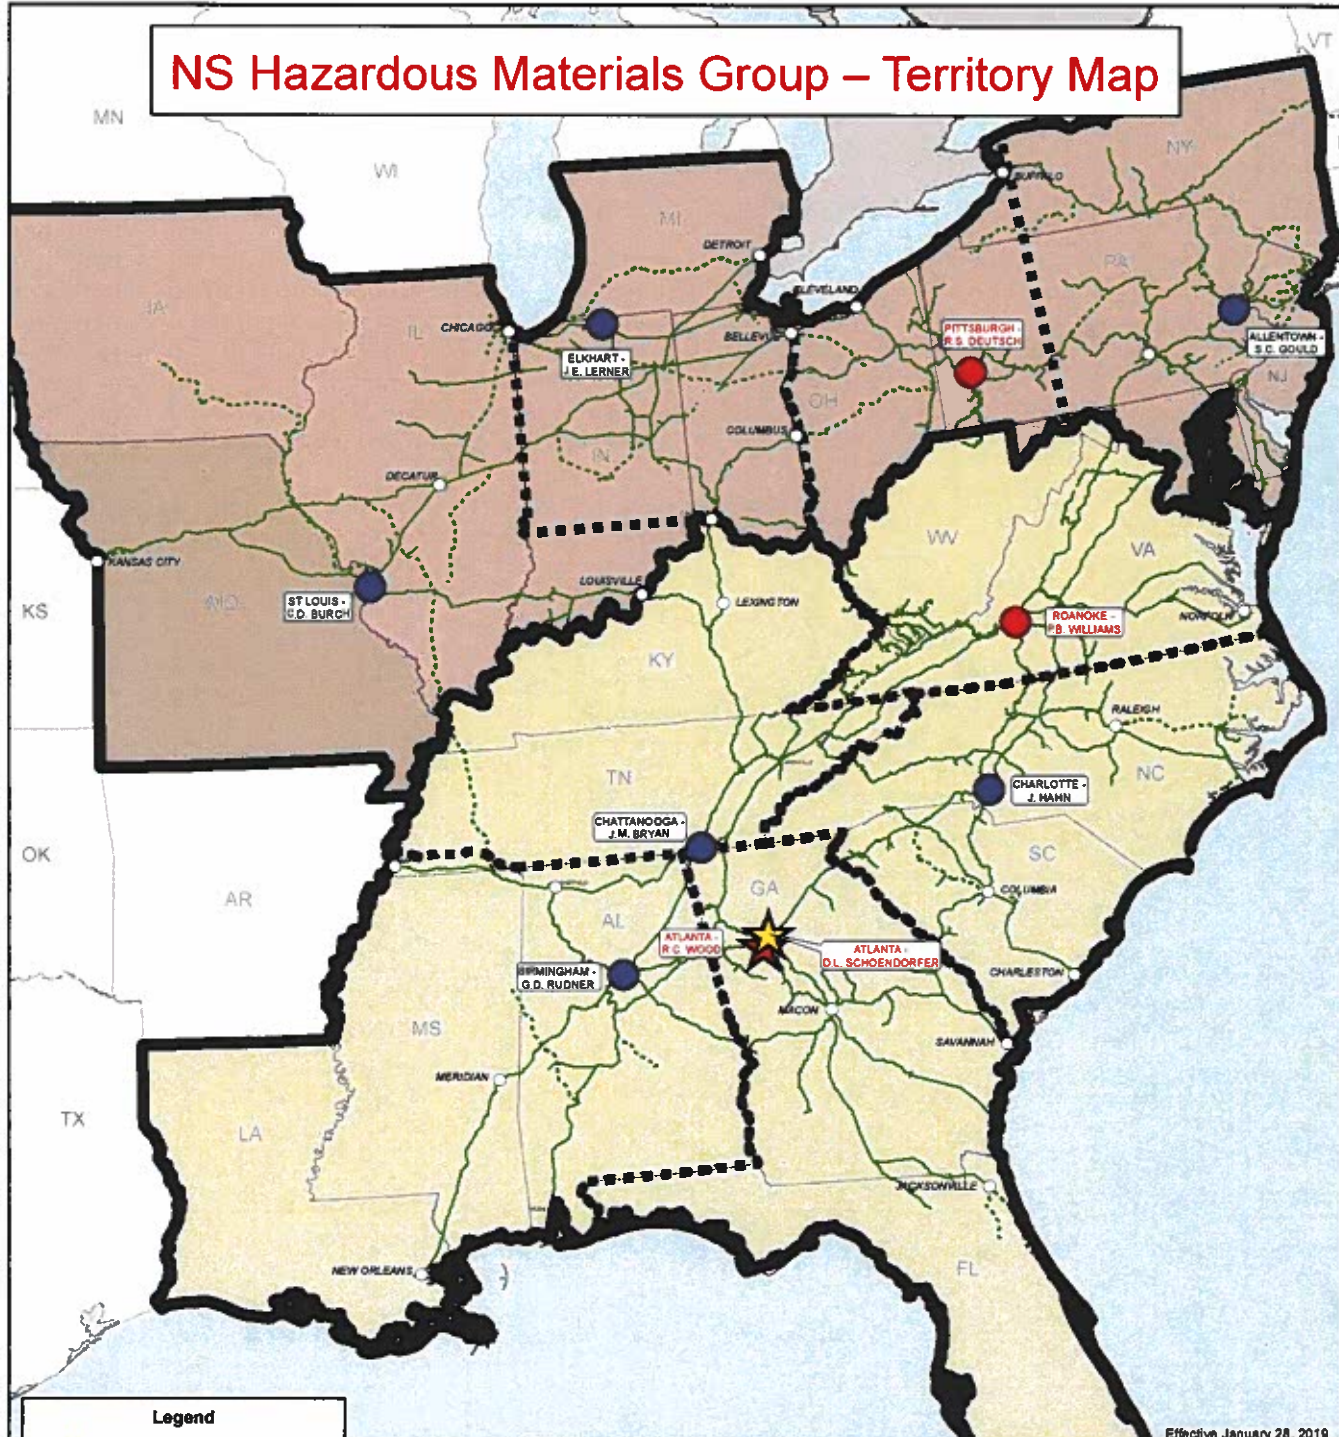 NS Hazardous Materials Group – Territory Map
VT
MN
WI
NY
BUFFALO
MI
DETROIT
PA
IA
IL
CHICAGO
CLEVELAND
BELLEVUE
ELKHART -
J.E. LERNER
PITTSBURGH -
R.S. DEUTSCH
ALLENTOWN -
S.C. GOULD
NJ
OH
COLUMBUS
IN
DECATUR
KANSAS CITY
WV
VA
MO
ST LOUIS -
C.D. BURCH
LOUISVILLE
LEXINGTON
KS
ROANOKE -
P.B. WILLIAMS
NORFOLK
KY
RALEIGH
TN
NC
CHARLOTTE -
J. HAHN
CHATTANOOGA -
J.M. BRYAN
OK
SC
AR
GA
COLUMBIA
AL
ATLANTA -
R.C. WOOD
ATLANTA -
D.L. SCHOENDORFER
BIRMINGHAM -
G.D. RUDNER
CHARLESTON
MACON
MS
SAVANNAH
MERIDIAN
TX
LA
JACKSONVILLE
NEW ORLEANS
FL
Legend
Effective January 28, 2019